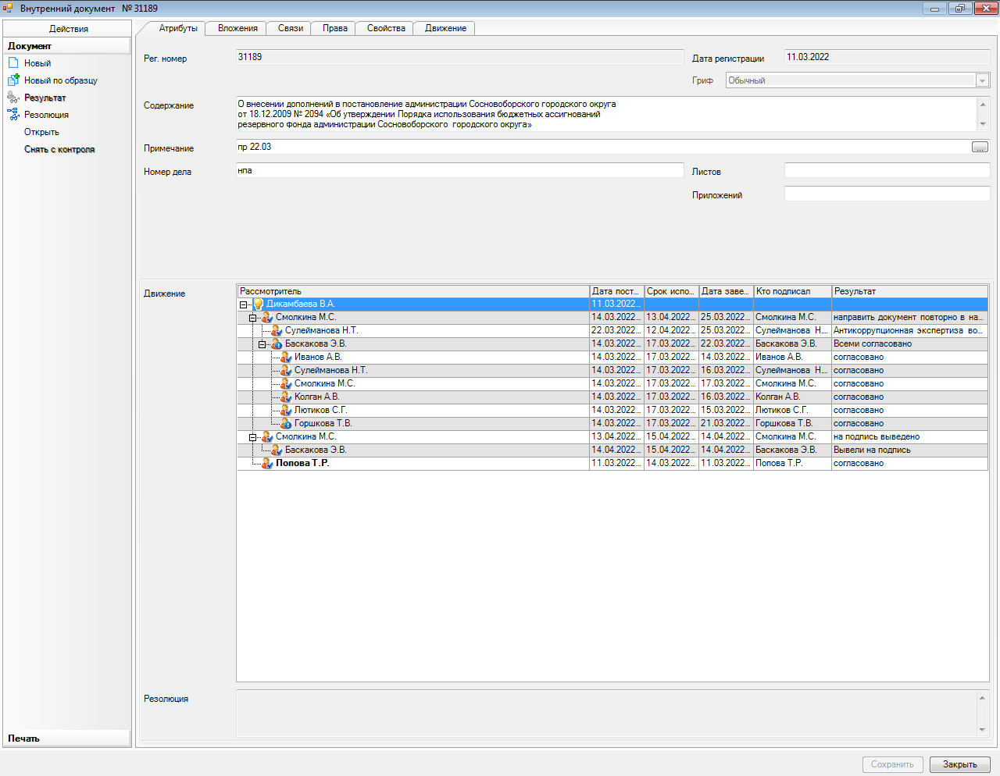 Внутренний документ № 31189
Действия
Документ
Новый
Новый по образцу
Результат
Резолюция
Открыть
Снять с контроля
Печать
Атрибуты Вложения Связи Права Свойства Движение
Рег. номер 31189 Дата регистрации 11.03.2022
Гриф Обычный
Содержание О внесении дополнений в постановление администрации Сосновоборского городского округа
от 18.12.2009 № 2094 «Об утверждении Порядка использования бюджетных ассигнований
резервного фонда администрации Сосновоборского городского округа»
Примечание пр 22.03 ...
Номер дела нпа Листов
Приложений
Движение
Рассмотритель Дата пост... Срок испо... Дата заве... Кто подписал Результат
Дикамбаева В.А. 11.03.2022...
Смолкина М.С. 14.03.2022... 13.04.2022... 25.03.2022... Смолкина М.С. направить документ повторно в на...
Сулейманова Н.Т. 22.03.2022... 12.04.2022... 25.03.2022... Сулейманова Н.... Антикоррупционная экспертиза во...
Баскакова Э.В. 14.03.2022... 17.03.2022... 22.03.2022... Баскакова Э.В. Всеми согласовано
Иванов А.В. 14.03.2022... 17.03.2022... 14.03.2022... Иванов А.В. согласовано
Сулейманова Н.Т. 14.03.2022... 17.03.2022... 16.03.2022... Сулейманова Н.... согласовано
Смолкина М.С. 14.03.2022... 17.03.2022... 17.03.2022... Смолкина М.С. согласовано
Колган А.В. 14.03.2022... 17.03.2022... 16.03.2022... Колган А.В. согласовано
Лютиков С.Г. 14.03.2022... 17.03.2022... 15.03.2022... Лютиков С.Г. согласовано
Горшкова Т.В. 14.03.2022... 17.03.2022... 21.03.2022... Горшкова Т.В. согласовано
Смолкина М.С. 13.04.2022... 15.04.2022... 14.04.2022... Смолкина М.С. на подпись выведено
Баскакова Э.В. 14.04.2022... 15.04.2022... 14.04.2022... Баскакова Э.В. Вывели на подпись
Попова Т.Р. 11.03.2022... 14.03.2022... 11.03.2022... Попова Т.Р. согласовано
Резолюция
Сохранить Закрыть